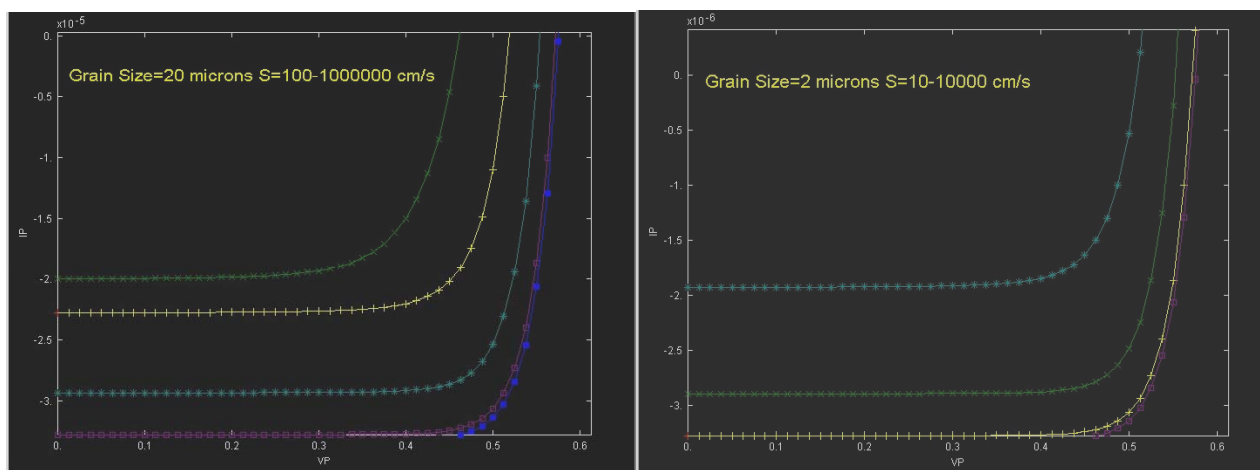 x10^-5
0.
-0.5
-1.
-1.5
-2.
-2.5
-3.
IP
Grain Size=20 microns S=100-1000000 cm/s
0.0 0.1 0.2 0.3 0.4 0.5 0.6
VP
x10^-6
0.
-0.5
-1.
-1.5
-2.
-2.5
-3.
IP
Grain Size=2 microns S=10-10000 cm/s
0.0 0.1 0.2 0.3 0.4 0.5 0.6
VP